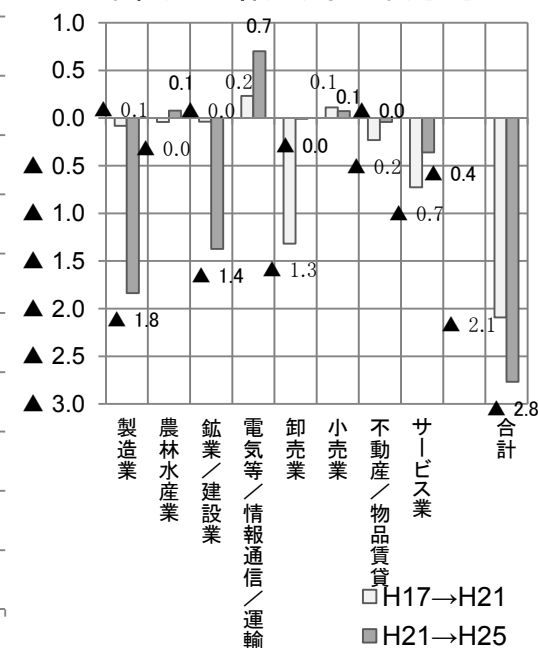 1.0
0.5
0.0
▲ 0.5
▲ 1.0
▲ 1.5
▲ 2.0
▲ 2.5
▲ 3.0
▲ 0.1
▲ 1.8
▲ 0.0
0.1
▲ 0.0
▲ 1.4
0.2
0.7
▲ 1.3
▲ 0.0
0.1
0.1
▲ 0.2
▲ 0.0
▲ 0.7
▲ 0.4
▲ 2.1
▲ 2.8
製造業
農林水産業
鉱業/建設業
電気等/情報通信/運輸
卸売業
小売業
不動産/物品賃貸
サービス業
合計
H17→H21
H21→H25